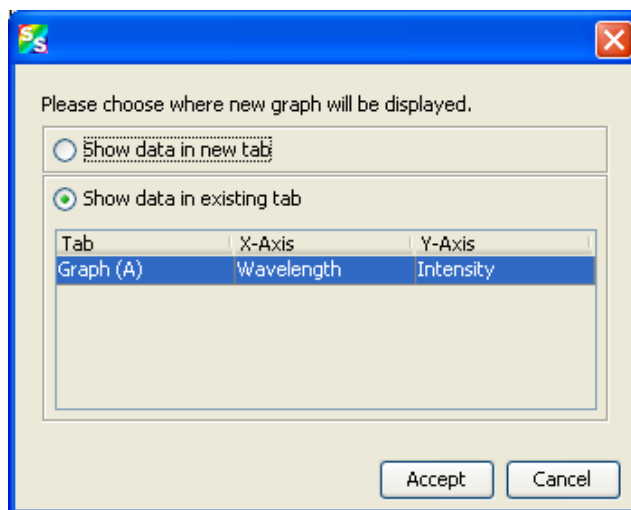 SS
Please choose where new graph will be displayed.
Show data in new tab
Show data in existing tab
Tab X-Axis Y-Axis
Graph (A) Wavelength Intensity
Accept Cancel